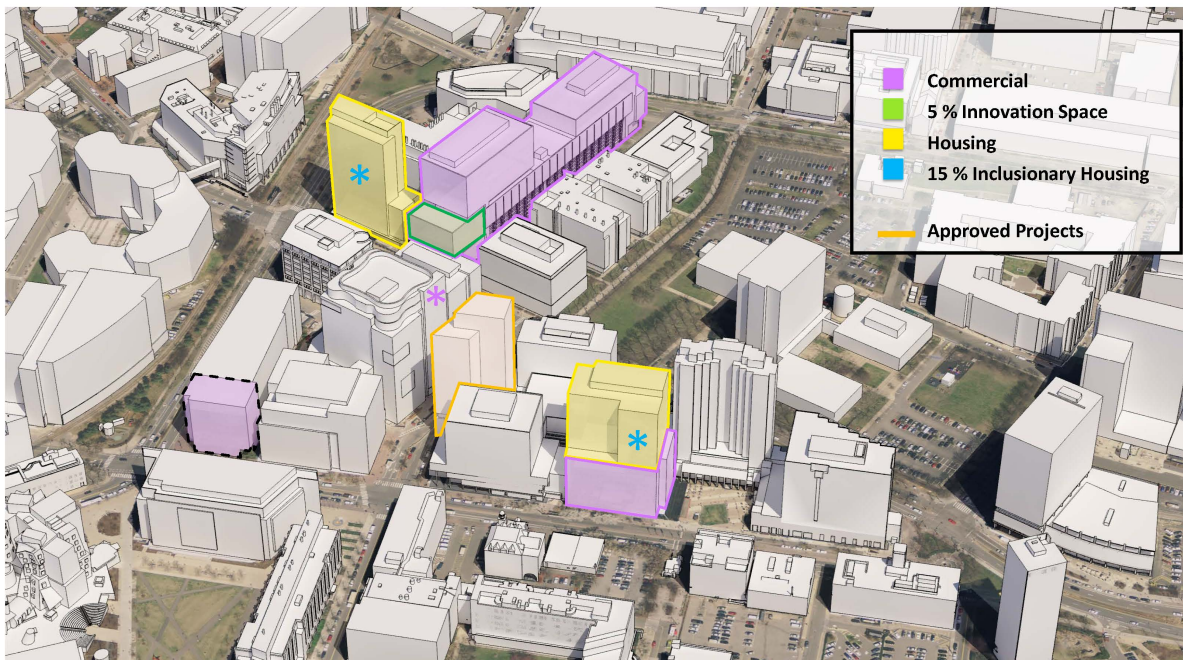 Commercial
5 % Innovation Space
Housing
15 % Inclusionary Housing
Approved Projects